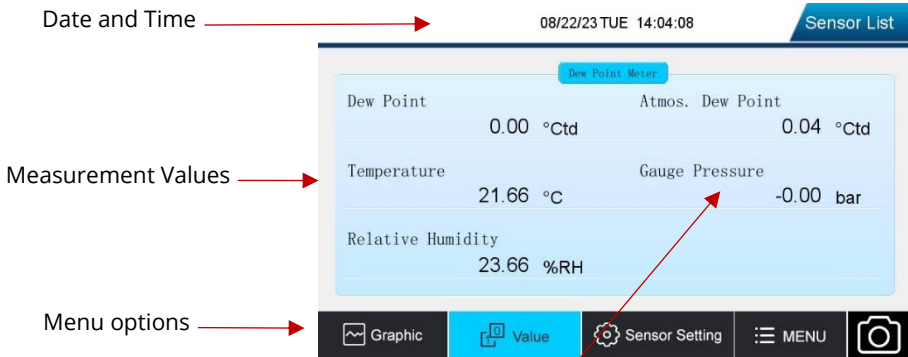 Date and Time
08/22/23 TUE 14:04:08
Sensor List
Dew Point Meter
Dew Point
Atmos. Dew Point
0.00 °Ctd
0.04 °Ctd
Measurement Values
Temperature
Gauge Pressure
21.66 °C
-0.00 bar
Relative Humidity
23.66 %RH
Menu options
Graphic
Value
Sensor Setting
MENU